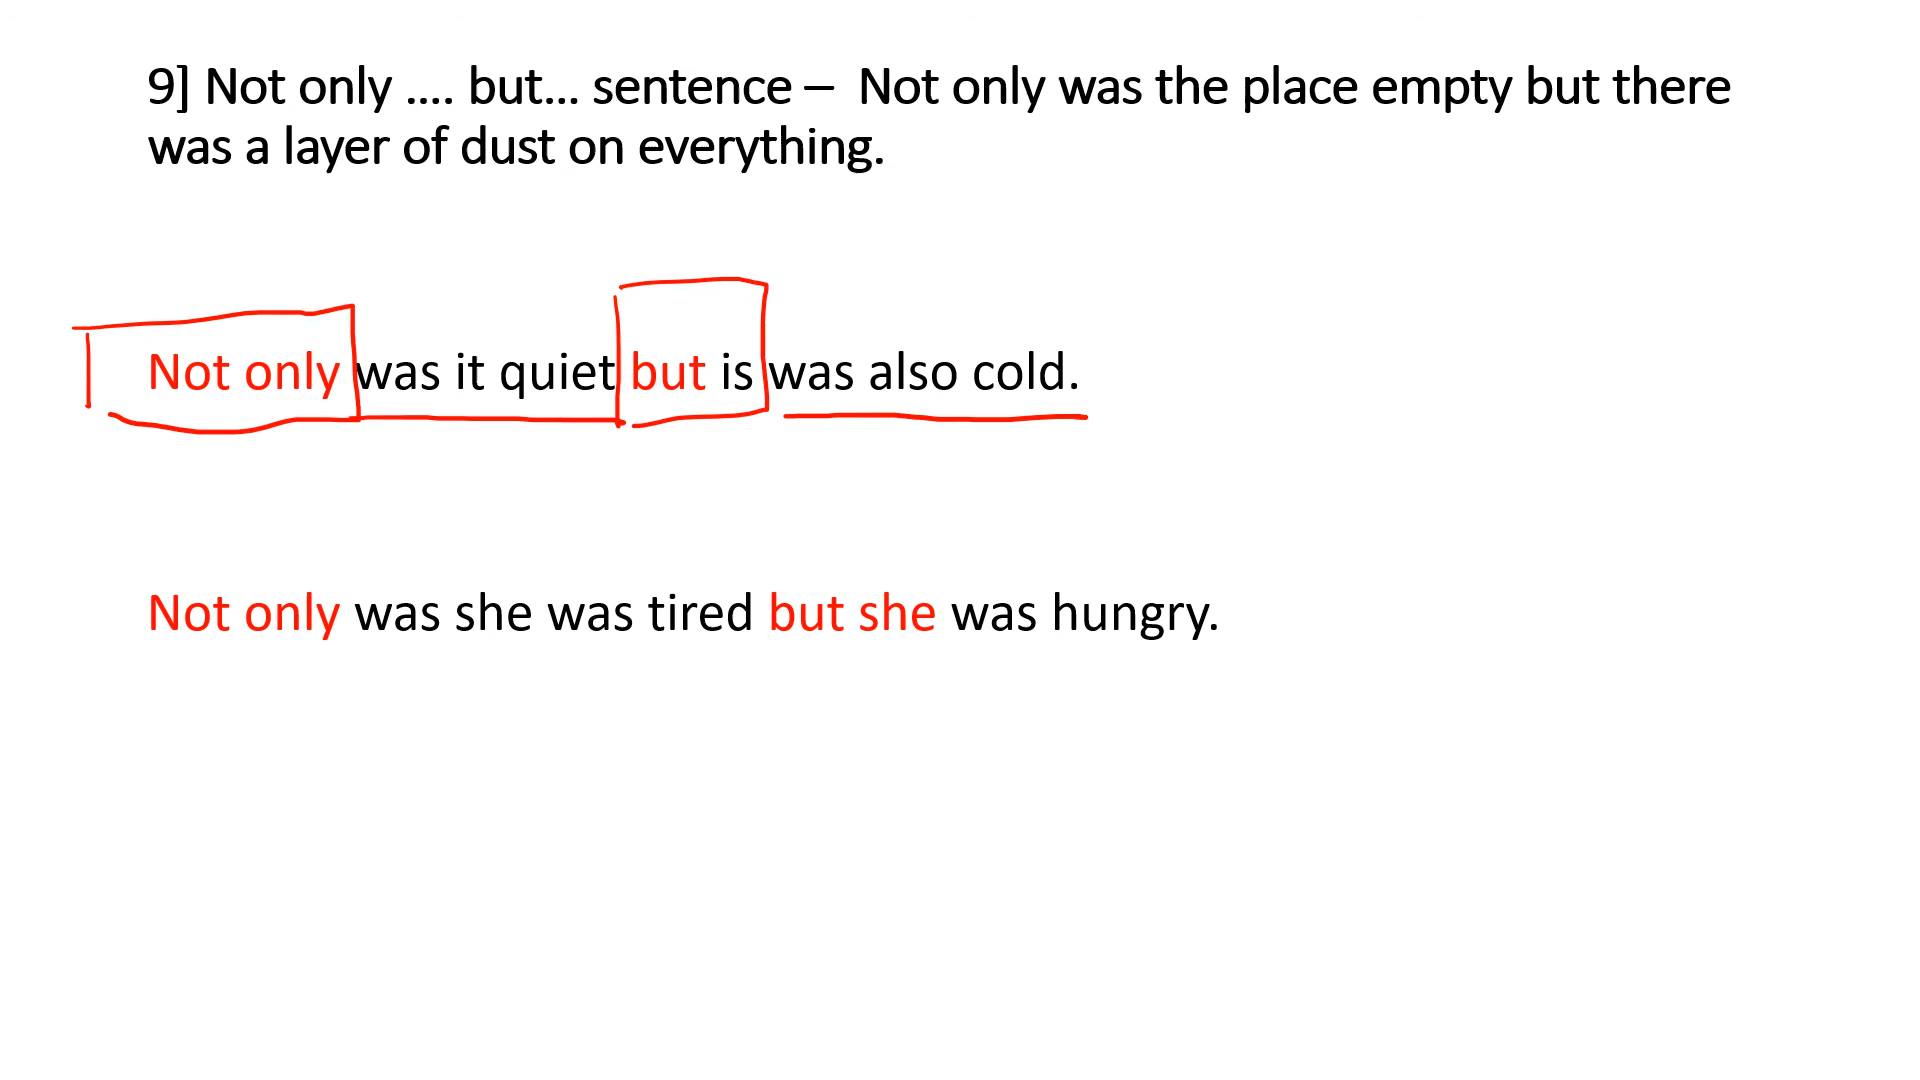 9] Not only .... but... sentence – Not only was the place empty but there
was a layer of dust on everything.
Not only was it quiet but is was also cold.
Not only was she was tired but she was hungry.